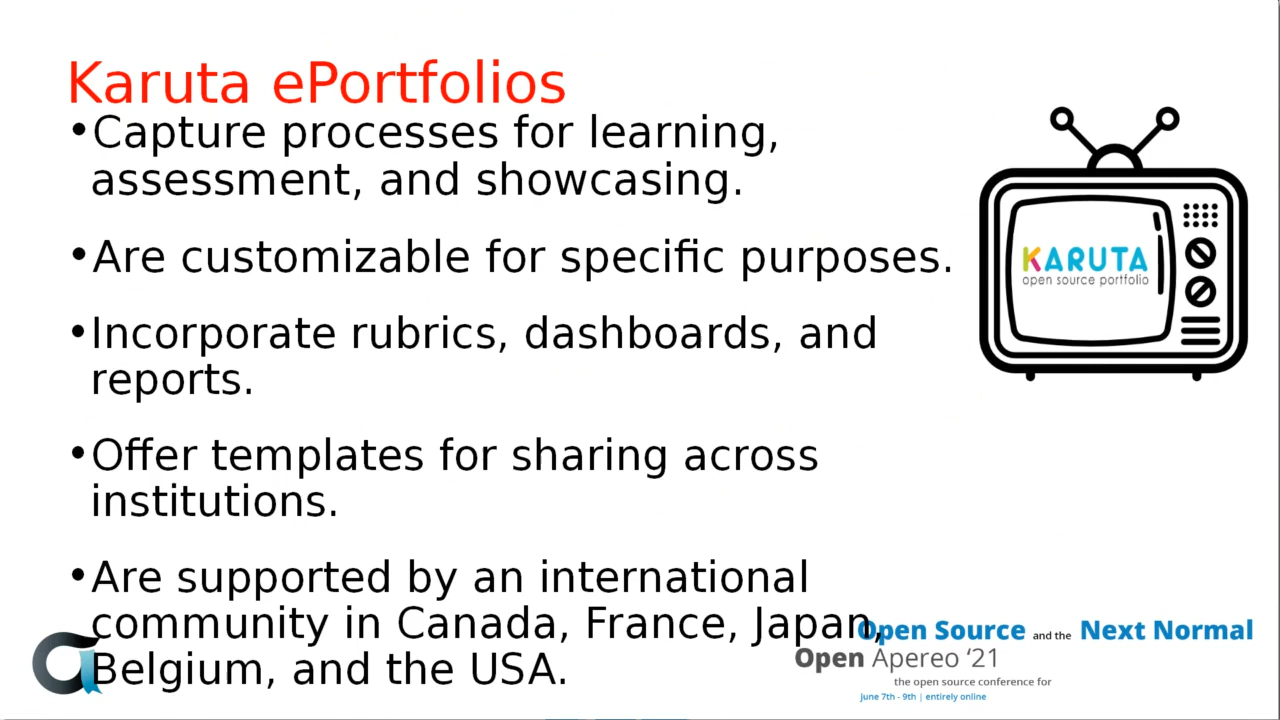 Karuta ePortfolios
•Capture processes for learning,
assessment, and showcasing.
•Are customizable for specific purposes.
•Incorporate rubrics, dashboards, and
reports.
•Offer templates for sharing across
institutions.
•Are supported by an international
community in Canada, France, Japan,
Belgium, and the USA.
KARUTA
open source portfolio
Open Source and the Next Normal
Open Apereo ‘21
the open source conference for
June 7th - 9th | entirely online